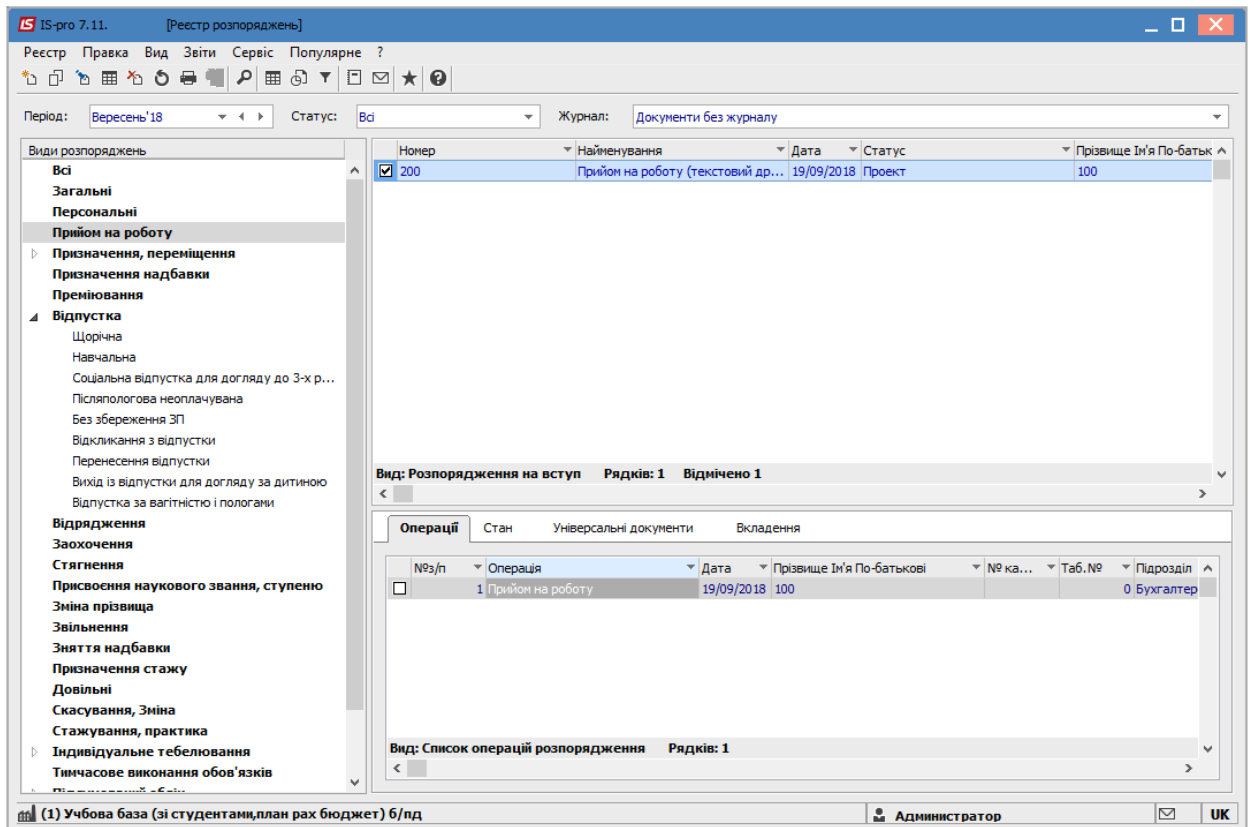 IS-pro 7.11. [Реєстр розпоряджень]
Реєстр Правка Вид Звіти Сервіс Популярне ?
Період: Вересень'18 Статус: Всі Журнал: Документи без журналу
Види розпоряджень
Всі
Загальні
Персональні
Прийом на роботу
Призначення, переміщення
Призначення надбавки
Преміювання
Відпустка
Щорічна
Навчальна
Соціальна відпустка для догляду до 3-х р...
Післяпологова неоплачувана
Без збереження ЗП
Відкликання з відпустки
Перенесення відпустки
Вихід із відпустки для догляду за дитиною
Відпустка за вагітністю і пологами
Відрядження
Заохочення
Стягнення
Присвоєння наукового звання, ступеню
Зміна прізвища
Звільнення
Зняття надбавки
Призначення стажу
Довільні
Скасування, Зміна
Стажування, практика
Індивідуальне тебелювання
Тимчасове виконання обов'язків
Номер Найменування Дата Статус Прізвище Ім'я По-батьк
200 Прийом на роботу (текстовий др... 19/09/2018 Проект 100
Вид: Розпорядження на вступ Рядків: 1 Відмічено 1
Операції Стан Універсальні документи Вкладення
№з/п Операція Дата Прізвище Ім'я По-батькові № ка... Таб.№ Підрозділ
1 Прийом на роботу 19/09/2018 100 0 Бухгалтер
Вид: Список операцій розпорядження Рядків: 1
(1) Учбова база (зі студентами,план рах бюджет) б/пд Администратор UK